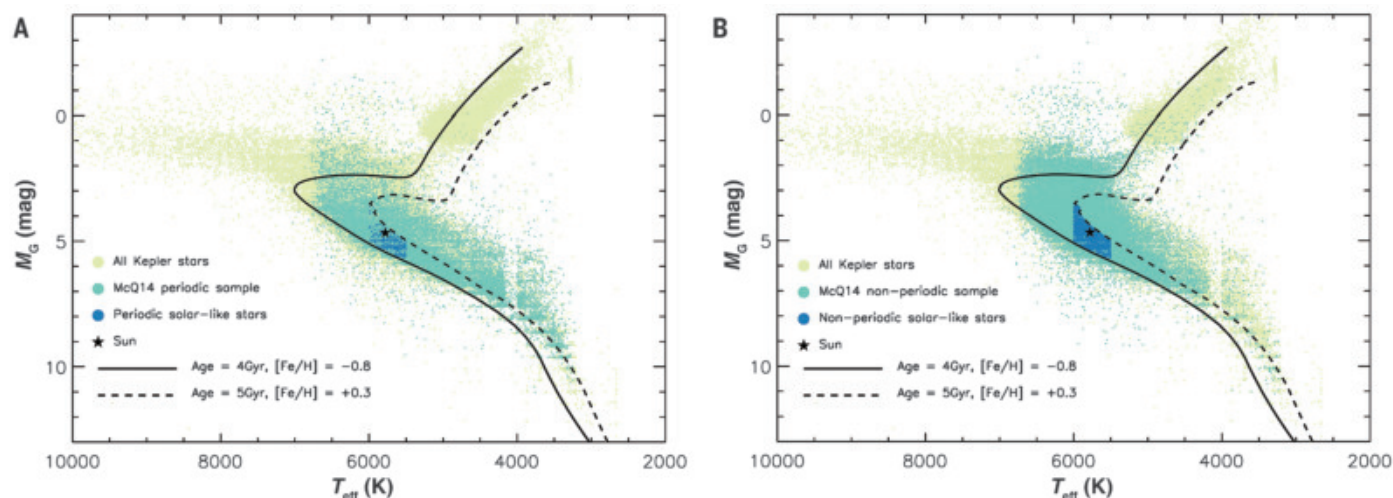 A
0
5
10
M_G (mag)
All Kepler stars
McQ14 periodic sample
Periodic solar-like stars
Sun
Age = 4Gyr, [Fe/H] = −0.8
Age = 5Gyr, [Fe/H] = +0.3
10000 8000 6000 4000 2000
T_eff (K)
B
0
5
10
M_G (mag)
All Kepler stars
McQ14 non-periodic sample
Non-periodic solar-like stars
Sun
Age = 4Gyr, [Fe/H] = −0.8
Age = 5Gyr, [Fe/H] = +0.3
10000 8000 6000 4000 2000
T_eff (K)